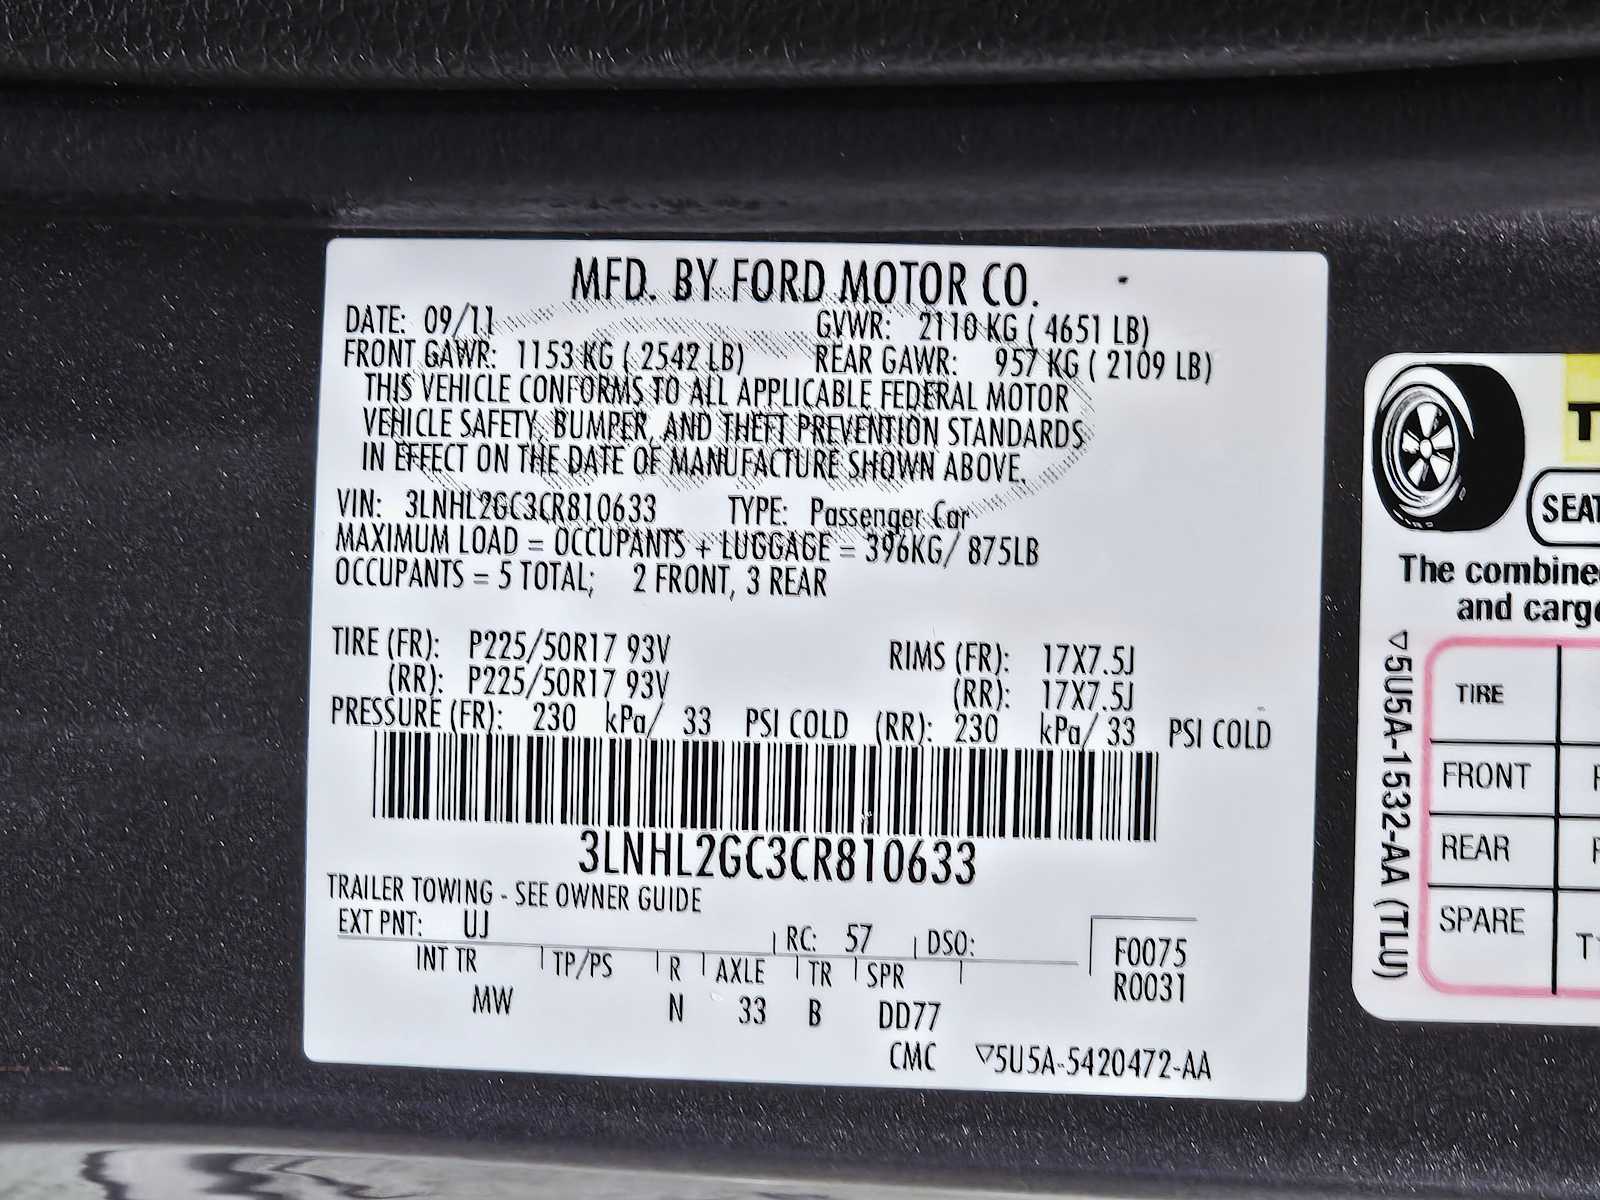 MFD. BY FORD MOTOR CO.
DATE: 09/11 GVWR: 2110 KG ( 4651 LB)
FRONT GAWR: 1153 KG ( 2542 LB) REAR GAWR: 957 KG ( 2109 LB)
THIS VEHICLE CONFORMS TO ALL APPLICABLE FEDERAL MOTOR
VEHICLE SAFETY, BUMPER, AND THEFT PREVENTION STANDARDS
IN EFFECT ON THE DATE OF MANUFACTURE SHOWN ABOVE.
VIN: 3LNHL2GC3CR810633 TYPE: Passenger Car
MAXIMUM LOAD = OCCUPANTS + LUGGAGE = 396KG/ 875LB
OCCUPANTS = 5 TOTAL; 2 FRONT, 3 REAR
TIRE (FR): P225/50R17 93V RIMS (FR): 17X7.5J
(RR): P225/50R17 93V (RR): 17X7.5J
PRESSURE (FR): 230 kPa/ 33 PSI COLD (RR): 230 kPa/ 33 PSI COLD
3LNHL2GC3CR810633
TRAILER TOWING - SEE OWNER GUIDE
EXT PNT: UJ RC: 57 DSO:
INT TR TP/PS R AXLE TR SPR
MW N 33 B DD77
F0075
R0031
CMC ▽5U5A-5420472-AA
T
SEAT
The combine
and carg
TIRE
FRONT
REAR
SPARE T
▽5U5A-1532-AA (TLU)